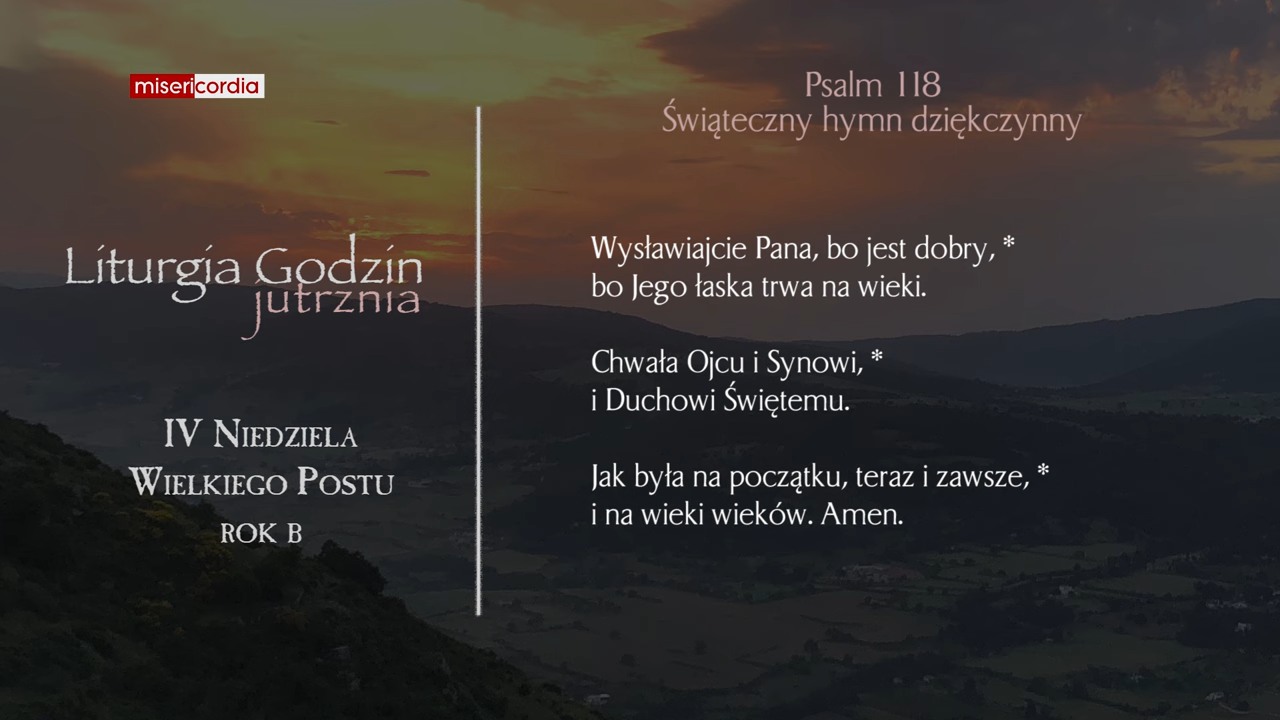 misericordia
Liturgia Godzin
jutrznia
IV Niedziela
Wielkiego Postu
rok B
Psalm 118
Świąteczny hymn dziękczynny
Wysławiajcie Pana, bo jest dobry, *
bo Jego łaska trwa na wieki.
Chwała Ojcu i Synowi, *
i Duchowi Świętemu.
Jak była na początku, teraz i zawsze, *
i na wieki wieków. Amen.